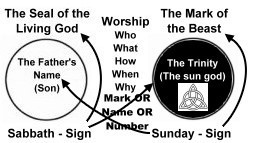 The Seal of the
Living God
Worship
Who
What
How
When
Why
Mark OR
Name OR
Number
The Mark of
the Beast
The Father's
Name
(Son)
The Trinity
(The sun god)
Sabbath - Sign
Sunday - Sign